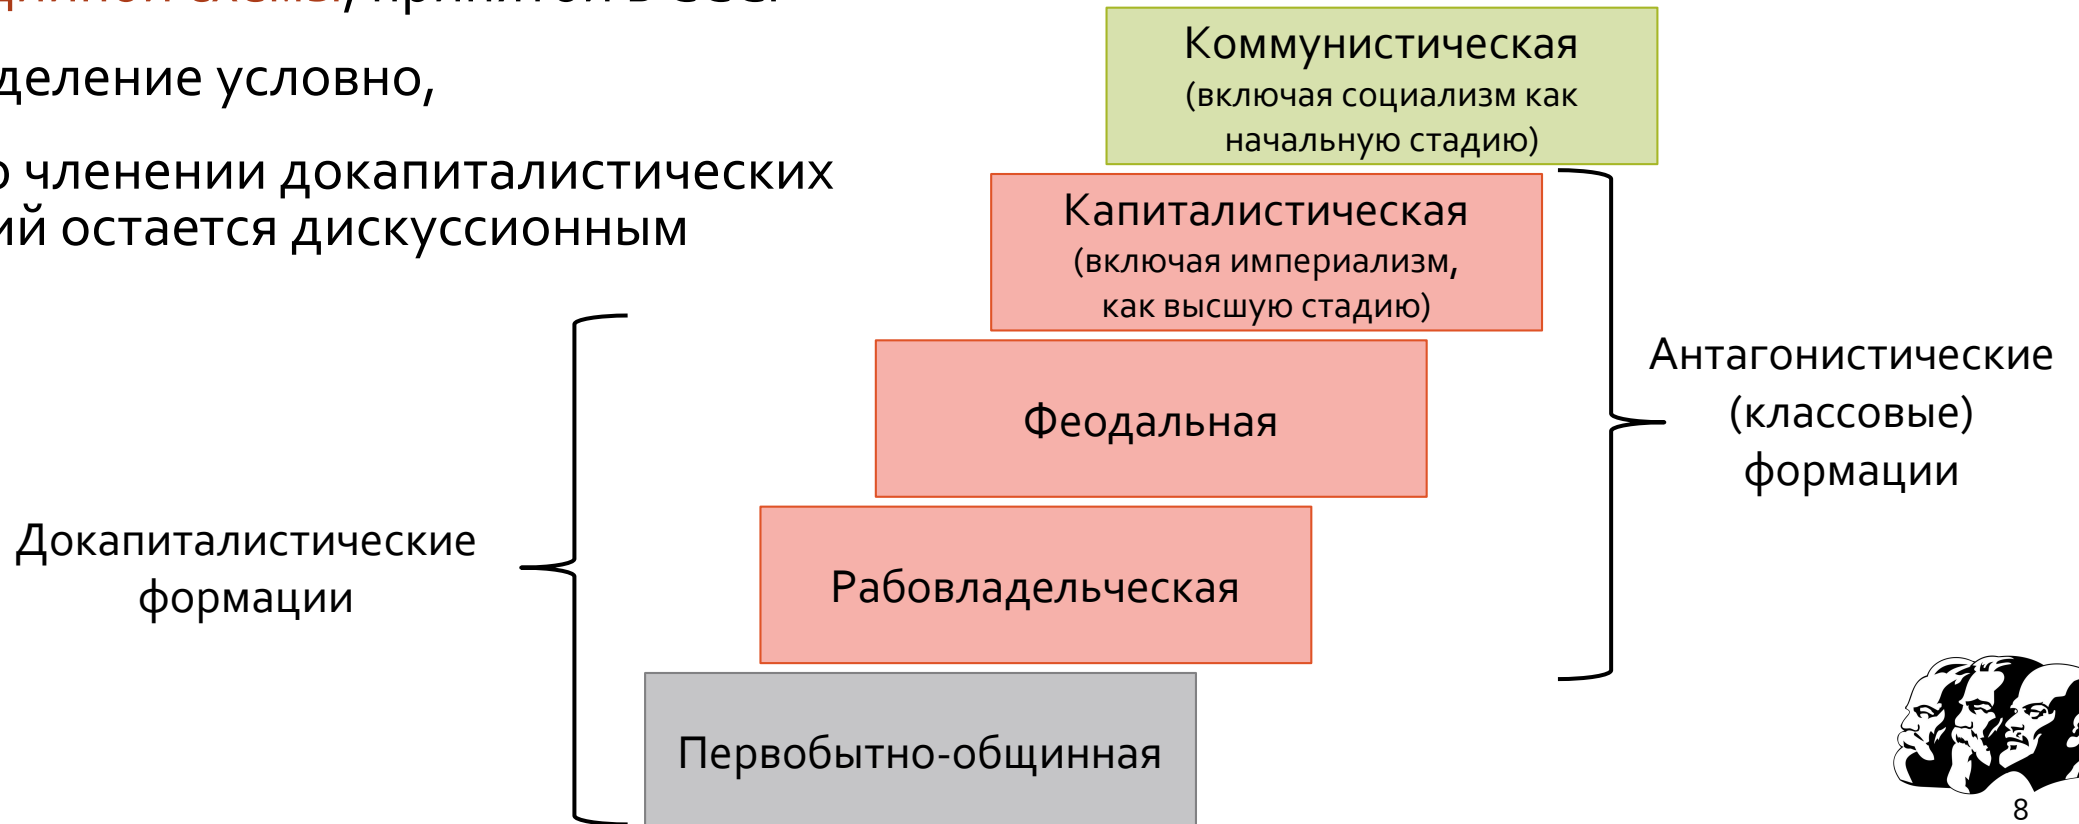 принятой в
деление условно,
о членении докапиталистических
ий остается дискуссионным
Коммунистическая
(включая социализм как
начальную стадию)
Капиталистическая
(включая империализм,
как высшую стадию)
Феодальная
Рабовладельческая
Первобытно-общинная
Докапиталистические
формации
Антагонистические
(классовые)
формации
8